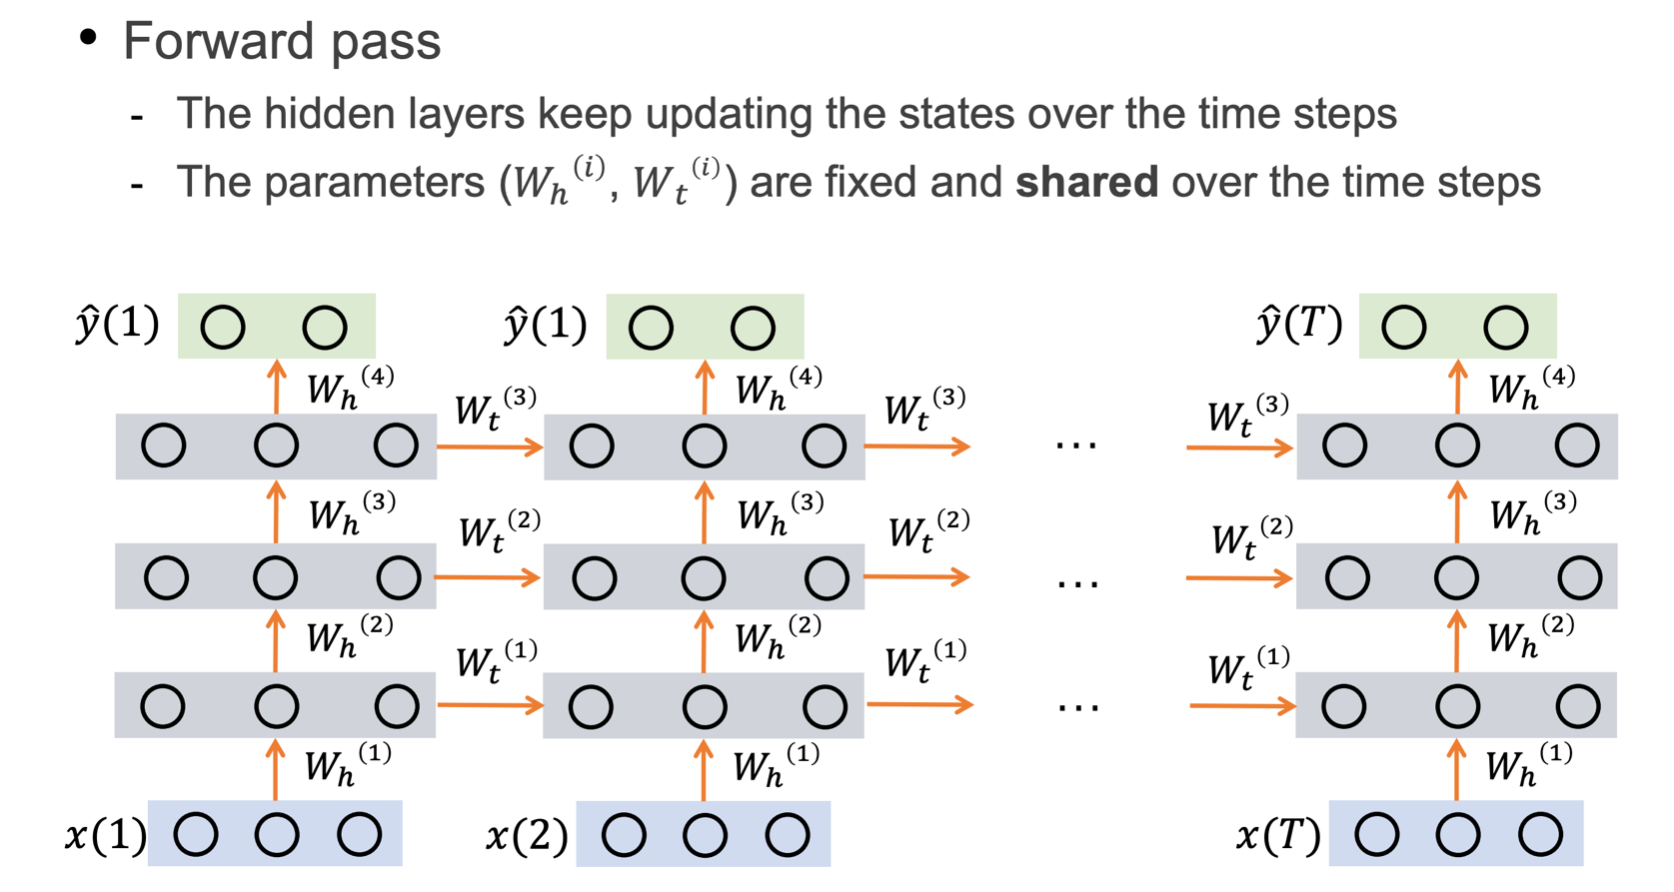 • Forward pass
- The hidden layers keep updating the states over the time steps
- The parameters (W_h^(i), W_t^(i)) are fixed and shared over the time steps
ŷ(1) ŷ(1) ŷ(T)
W_h^(4) W_h^(4) W_h^(4)
W_t^(3) W_t^(3) ... W_t^(3)
W_h^(3) W_h^(3) W_h^(3)
W_t^(2) W_t^(2) ... W_t^(2)
W_h^(2) W_h^(2) W_h^(2)
W_t^(1) W_t^(1) ... W_t^(1)
W_h^(1) W_h^(1) W_h^(1)
x(1) x(2) x(T)